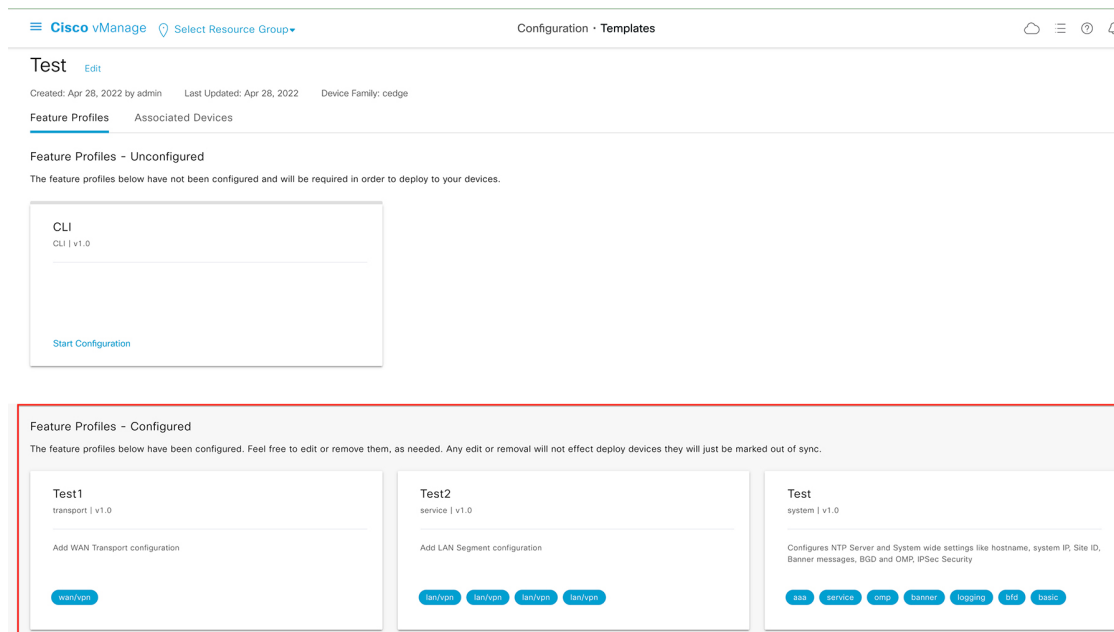 Cisco vManage Select Resource Group Configuration · Templates
Test Edit
Created: Apr 28, 2022 by admin Last Updated: Apr 28, 2022 Device Family: cedge
Feature Profiles Associated Devices
Feature Profiles - Unconfigured
The feature profiles below have not been configured and will be required in order to deploy to your devices.
CLI
CLI | v1.0
Start Configuration
Feature Profiles - Configured
The feature profiles below have been configured. Feel free to edit or remove them, as needed. Any edit or removal will not effect deploy devices they will just be marked out of sync.
Test1
transport | v1.0
Add WAN Transport configuration
wan/vpn
Test2
service | v1.0
Add LAN Segment configuration
lan/vpn lan/vpn lan/vpn lan/vpn
Test
system | v1.0
Configures NTP Server and System wide settings like hostname, system IP, Site ID,
Banner messages, BGD and OMP, IPSec Security
aaa service omp banner logging bfd basic